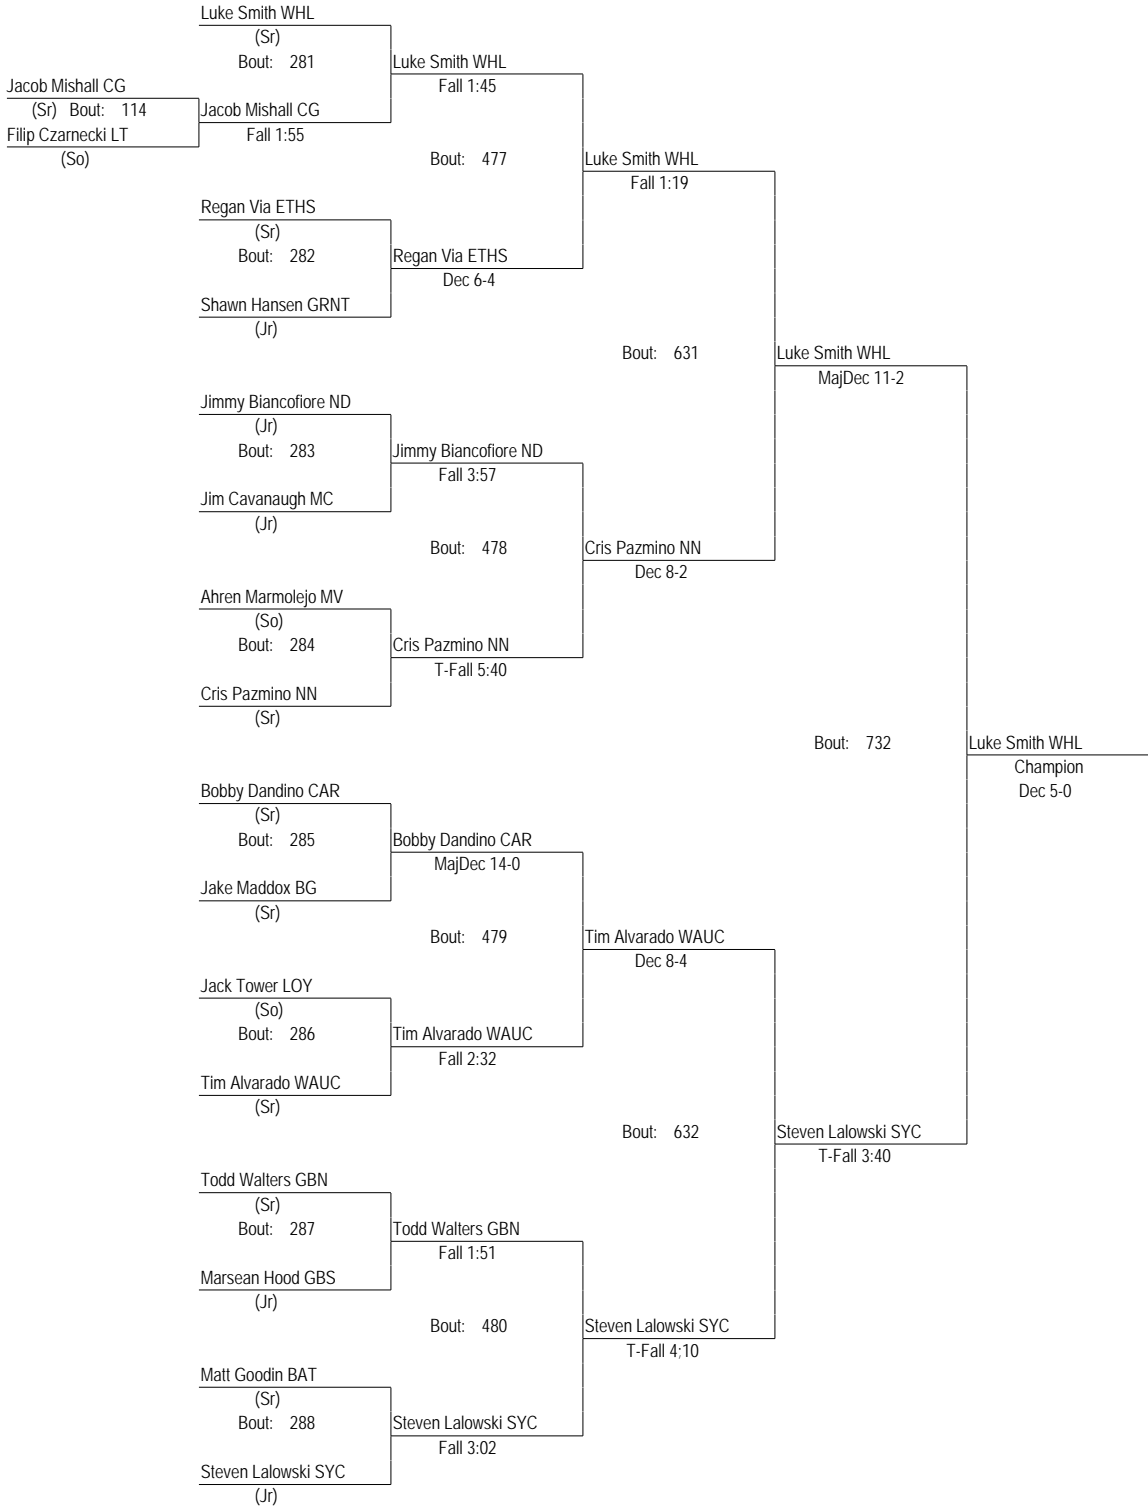 Luke Smith WHL
(Sr)
Bout: 281
Luke Smith WHL
Fall 1:45
Jacob Mishall CG
(Sr) Bout: 114
Jacob Mishall CG
Fall 1:55
Filip Czarnecki LT
(So)
Bout: 477
Luke Smith WHL
Fall 1:19
Regan Via ETHS
(Sr)
Bout: 282
Regan Via ETHS
Dec 6-4
Shawn Hansen GRNT
(Jr)
Bout: 631
Luke Smith WHL
MajDec 11-2
Jimmy Biancofiore ND
(Jr)
Bout: 283
Jimmy Biancofiore ND
Fall 3:57
Jim Cavanaugh MC
(Jr)
Bout: 478
Cris Pazmino NN
Dec 8-2
Ahren Marmolejo MV
(So)
Bout: 284
Cris Pazmino NN
T-Fall 5:40
Cris Pazmino NN
(Sr)
Bout: 732
Luke Smith WHL
Champion
Dec 5-0
Bobby Dandino CAR
(Sr)
Bout: 285
Bobby Dandino CAR
MajDec 14-0
Jake Maddox BG
(Sr)
Bout: 479
Tim Alvarado WAUC
Dec 8-4
Jack Tower LOY
(So)
Bout: 286
Tim Alvarado WAUC
Fall 2:32
Tim Alvarado WAUC
(Sr)
Bout: 632
Steven Lalowski SYC
T-Fall 3:40
Todd Walters GBN
(Sr)
Bout: 287
Todd Walters GBN
Fall 1:51
Marsean Hood GBS
(Jr)
Bout: 480
Steven Lalowski SYC
T-Fall 4;10
Matt Goodin BAT
(Sr)
Bout: 288
Steven Lalowski SYC
Fall 3:02
Steven Lalowski SYC
(Jr)